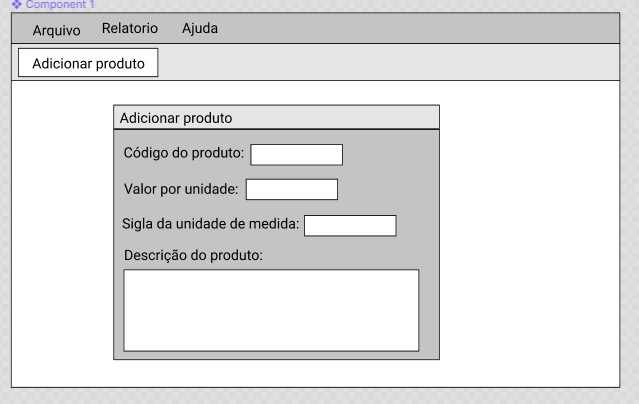 Component 1
Arquivo Relatorio Ajuda
Adicionar produto
Adicionar produto
Código do produto:
Valor por unidade:
Sigla da unidade de medida:
Descrição do produto: